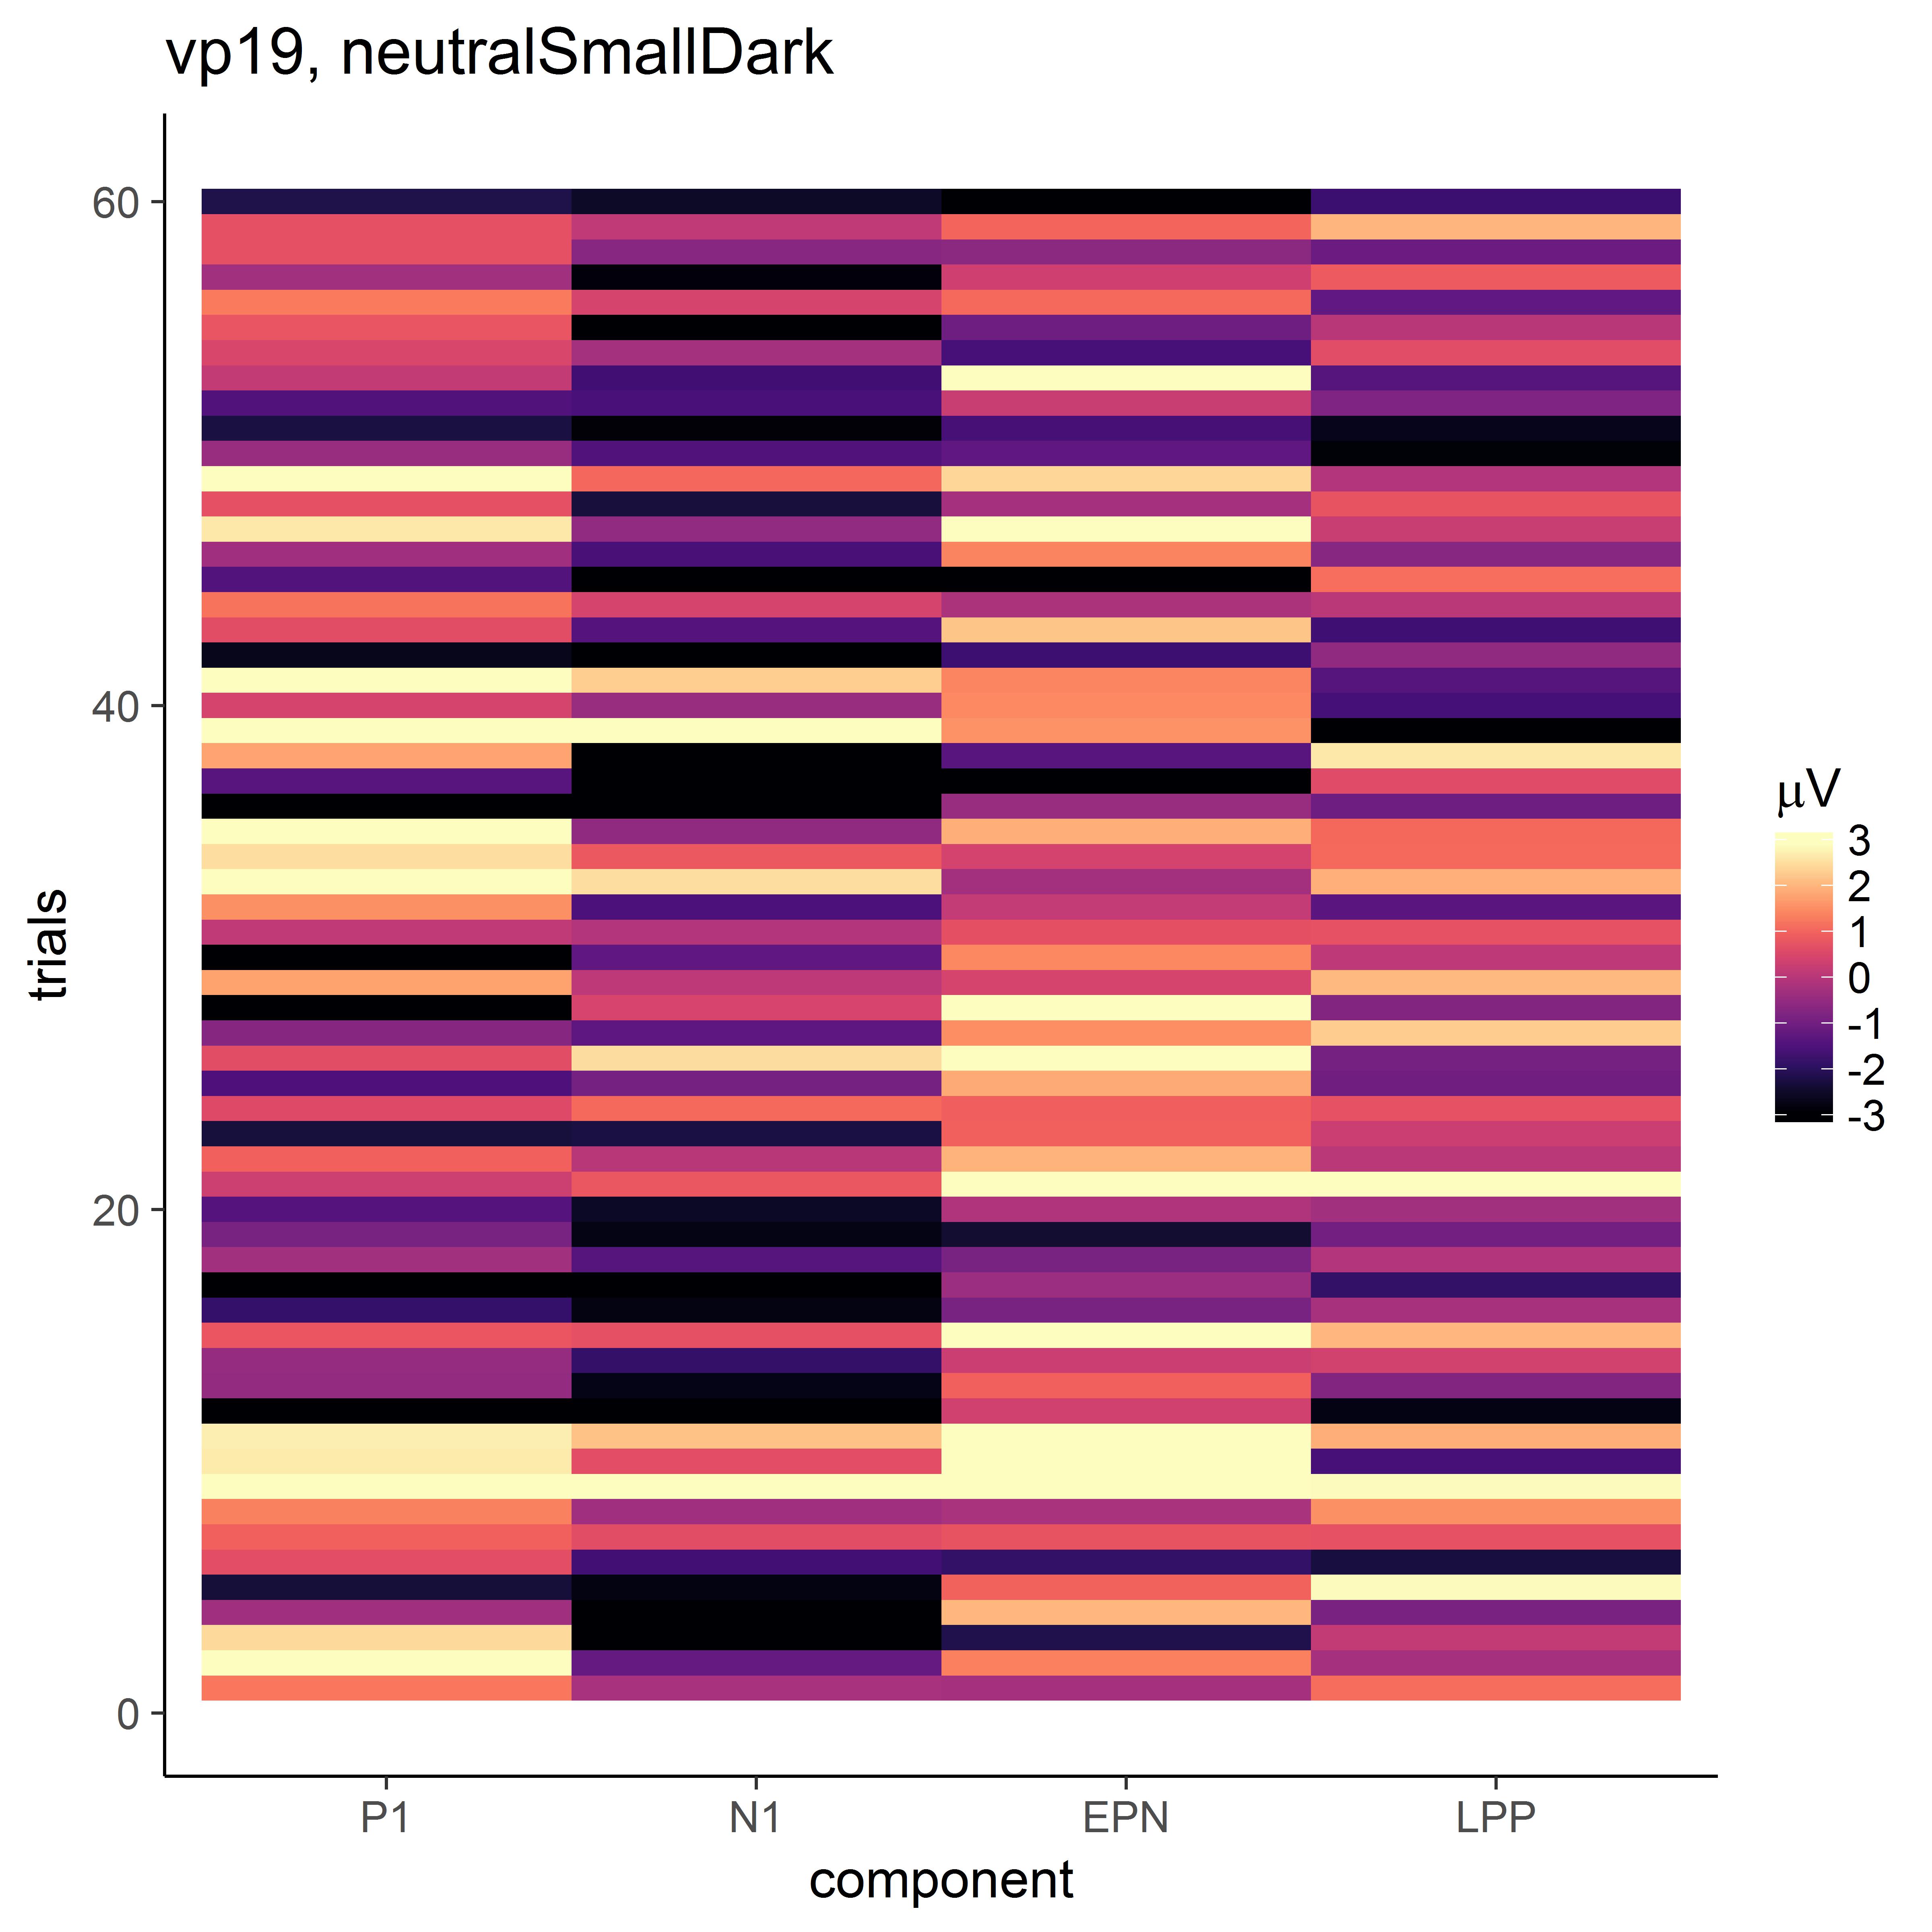 vp19, neutralSmallDark
60
40
20
0
trials
P1 N1 EPN LPP
component
μV
3
2
1
0
-1
-2
-3